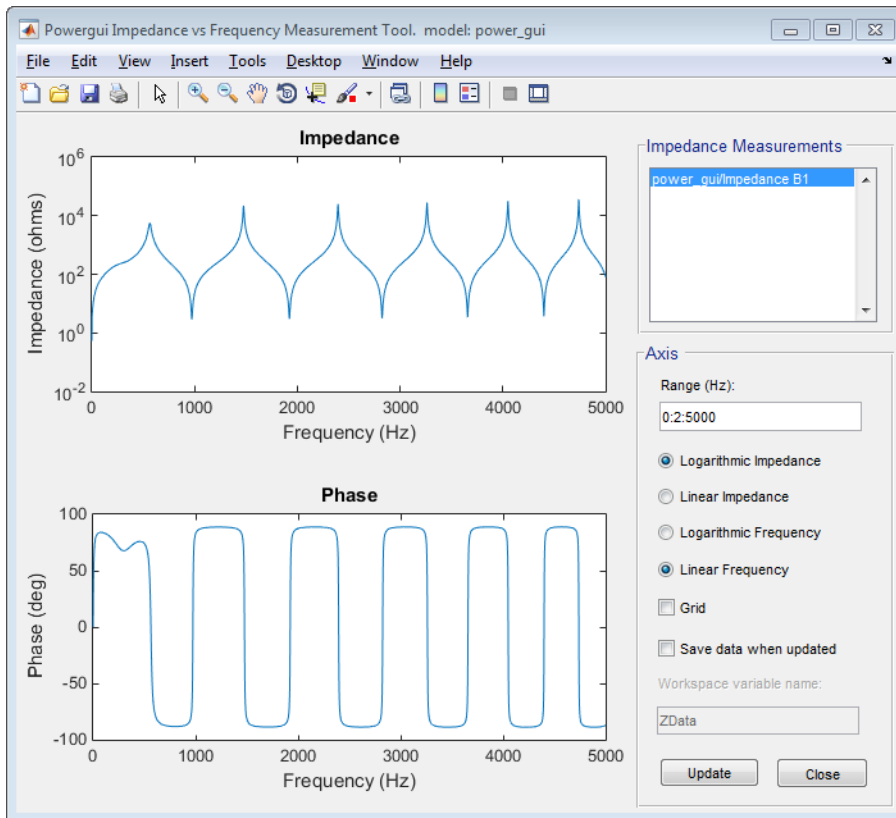 Powergui Impedance vs Frequency Measurement Tool.  model: power_gui
File Edit View Insert Tools Desktop Window Help
Impedance
10^6
10^4
10^2
10^0
10^-2
Impedance (ohms)
0 1000 2000 3000 4000 5000
Frequency (Hz)
Phase
100
50
0
-50
-100
Phase (deg)
0 1000 2000 3000 4000 5000
Frequency (Hz)
Impedance Measurements
power_gui/Impedance B1
Axis
Range (Hz):
0:2:5000
Logarithmic Impedance
Linear Impedance
Logarithmic Frequency
Linear Frequency
Grid
Save data when updated
Workspace variable name:
ZData
Update
Close